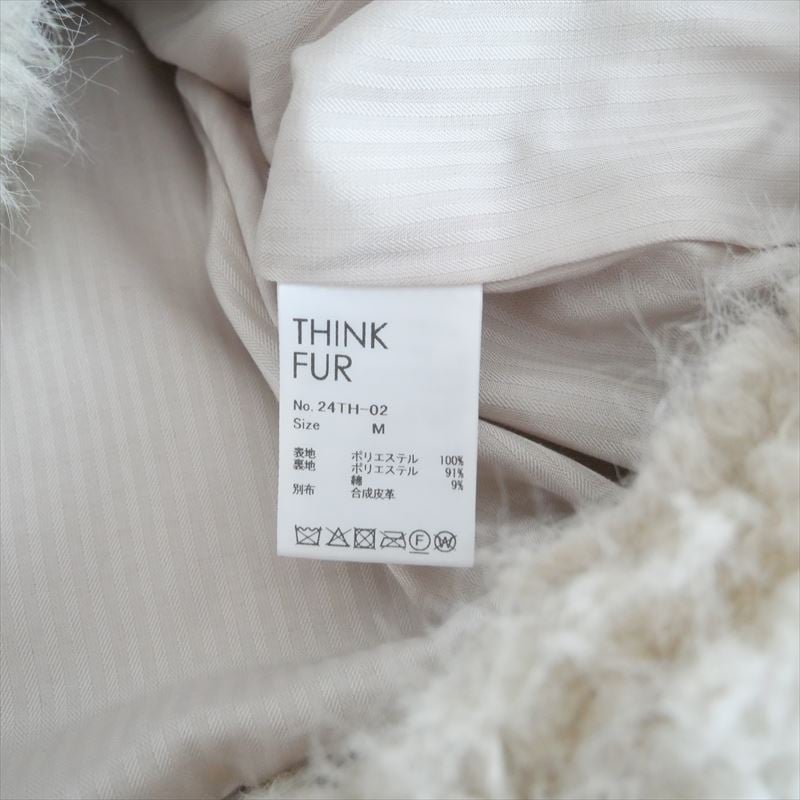 THINK
FUR
No. 24TH-02
Size M
表地 ポリエステル 100%
裏地 ポリエステル 91%
綿 9%
別布 合成皮革
F W